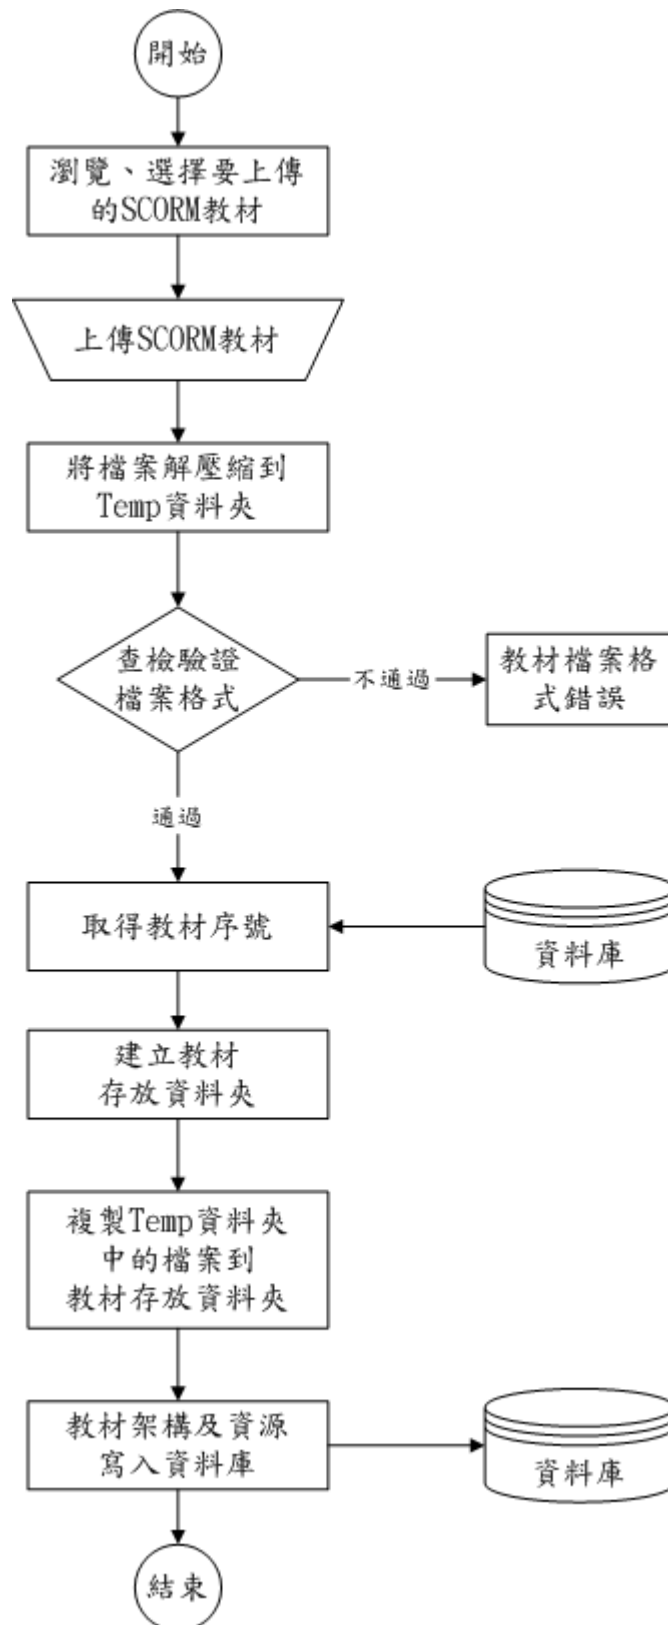 開始
瀏覽、選擇要上傳
的SCORM教材
上傳SCORM教材
將檔案解壓縮到
Temp資料夾
查檢驗證
檔案格式
不通過
教材檔案格
式錯誤
通過
取得教材序號
資料庫
建立教材
存放資料夾
複製Temp資料夾
中的檔案到
教材存放資料夾
教材架構及資源
寫入資料庫
資料庫
結束